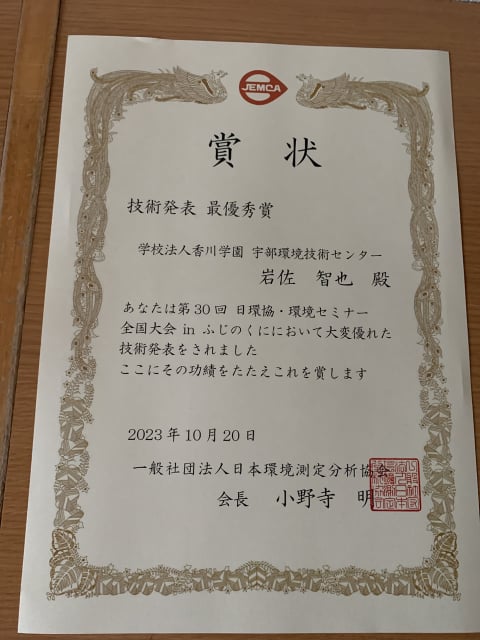 JEMCA
賞状
技術発表 最優秀賞
学校法人香川学園 宇部環境技術センター
岩佐 智也 殿
あなたは第30回 日環協・環境セミナー
全国大会 in ふじのくににおいて大変優れた
技術発表をされました
ここにその功績をたたえこれを賞します
2023年10月20日
一般社団法人日本環境測定分析協会
会長 小野寺 明